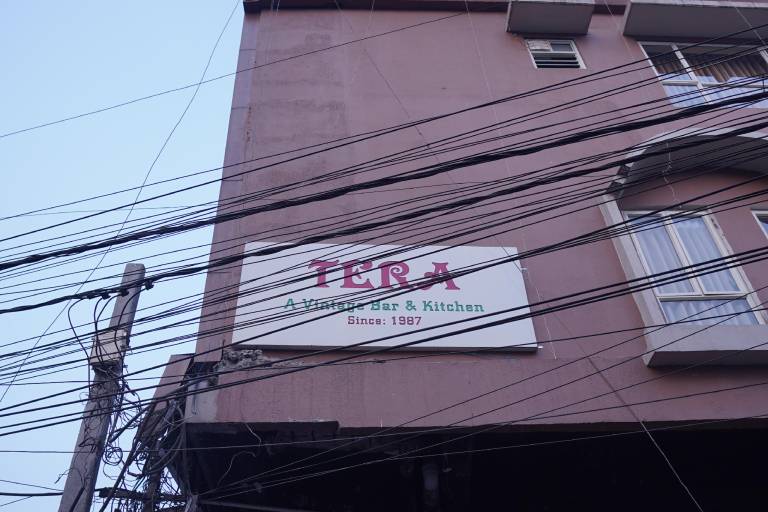 TERA
A Vintage Bar & Kitchen
Since: 1987